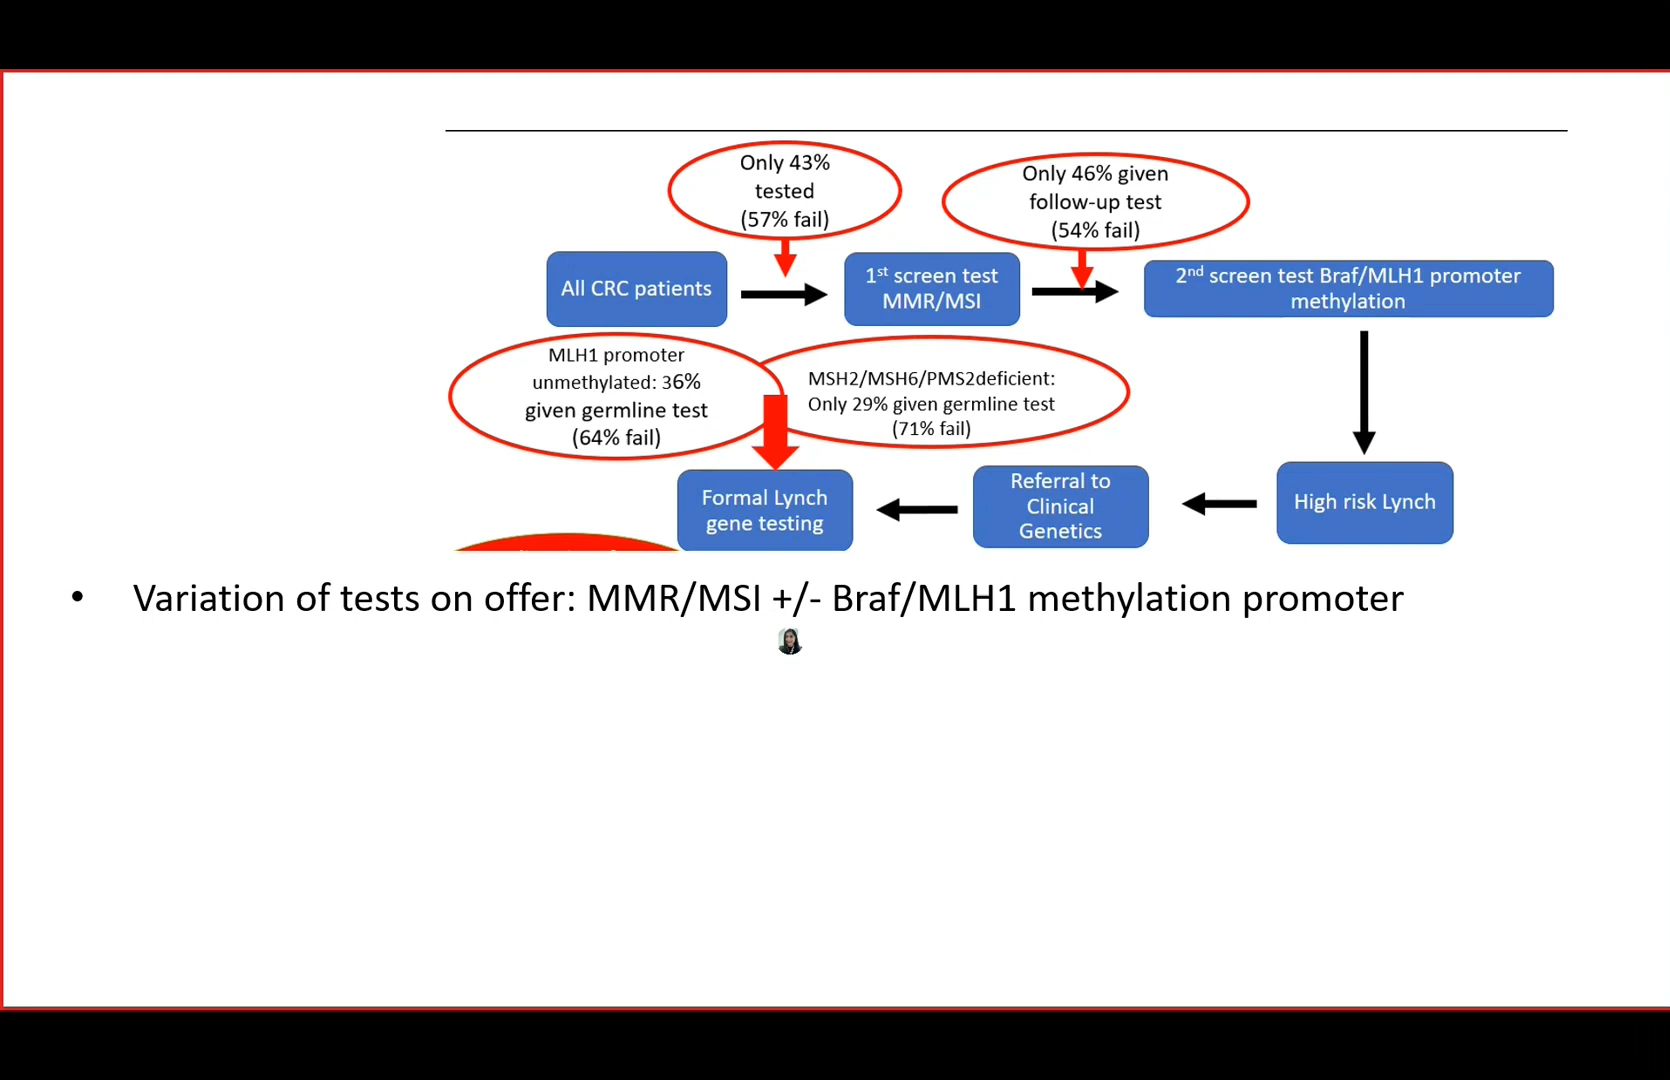 Only 43%
tested
(57% fail)
Only 46% given
follow-up test
(54% fail)
All CRC patients
1st screen test
MMR/MSI
2nd screen test Braf/MLH1 promoter
methylation
MLH1 promoter
unmethylated: 36%
given germline test
(64% fail)
MSH2/MSH6/PMS2deficient:
Only 29% given germline test
(71% fail)
Formal Lynch
gene testing
Referral to
Clinical
Genetics
High risk Lynch
• Variation of tests on offer: MMR/MSI +/- Braf/MLH1 methylation promoter